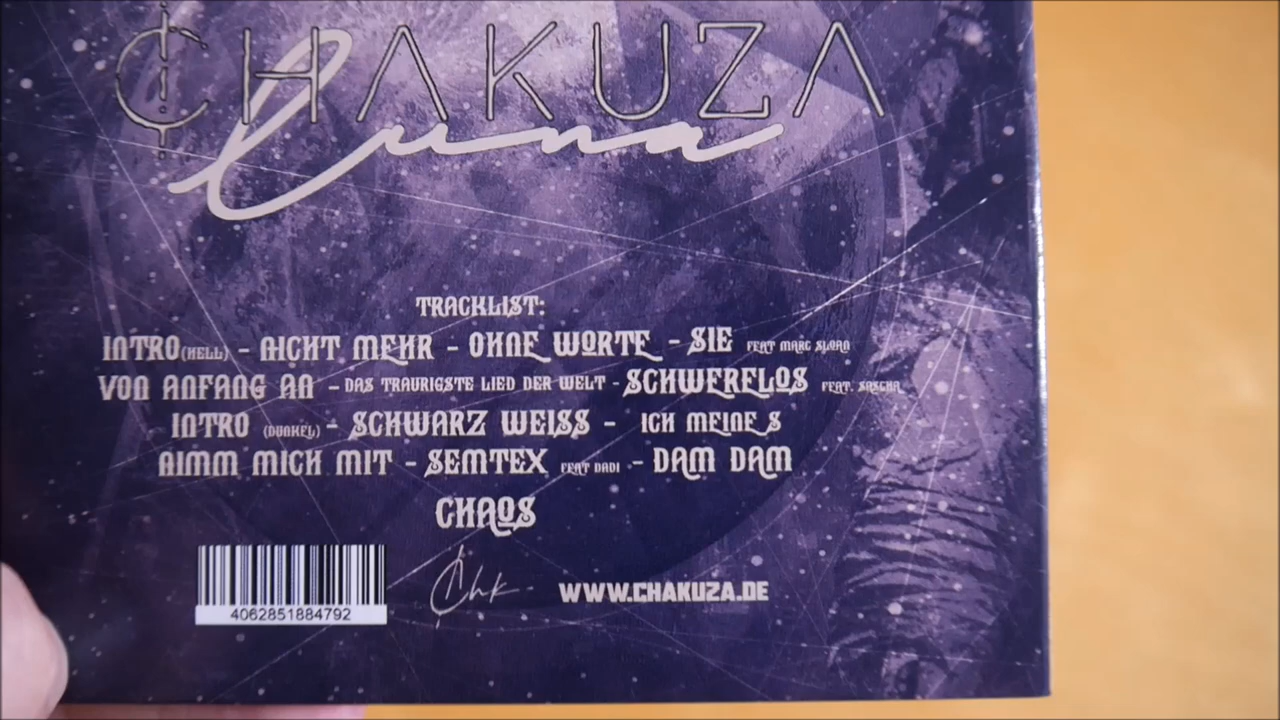 CHAKUZA
luna
TRACKLIST:
INTRO (HELL) - NICHT MEHR - OHNE WORTE - SIE FEAT MARC SLOAN
VON ANFANG AN - DAS TRAURIGSTE LIED DER WELT - SCHWERELOS FEAT. SASCHA
INTRO (DUNKEL) - SCHWARZ WEISS - ICH MEINE S
NIMM MICH MIT - SEMTEX FEAT DADI - DAM DAM
CHAOS
4062851884792
Chk
WWW.CHAKUZA.DE